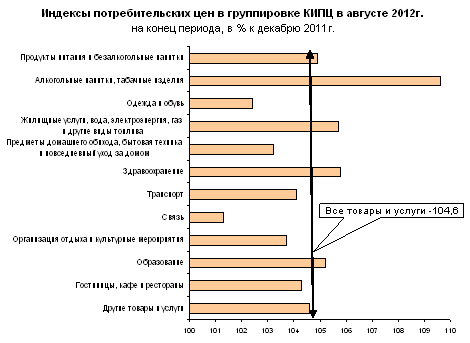 Индексы потребительских цен в группировке КИПЦ в августе 2012г.
на конец периода, в % к декабрю 2011 г.
Продукты питания и безалкогольные напитки
Алкогольные напитки, табачные изделия
Одежда и обувь
Жилищные услуги, вода, электроэнергия, газ
и другие виды топлива
Предметы домашнего обихода, бытовая техника
и повседневный уход за домом
Здравоохранение
Транспорт
Связь
Все товары и услуги -104,6
Организация отдыха и культурные мероприятия
Образование
Гостиницы, кафе и рестораны
Другие товары и услуги
100 101 102 103 104 105 106 107 108 109 110